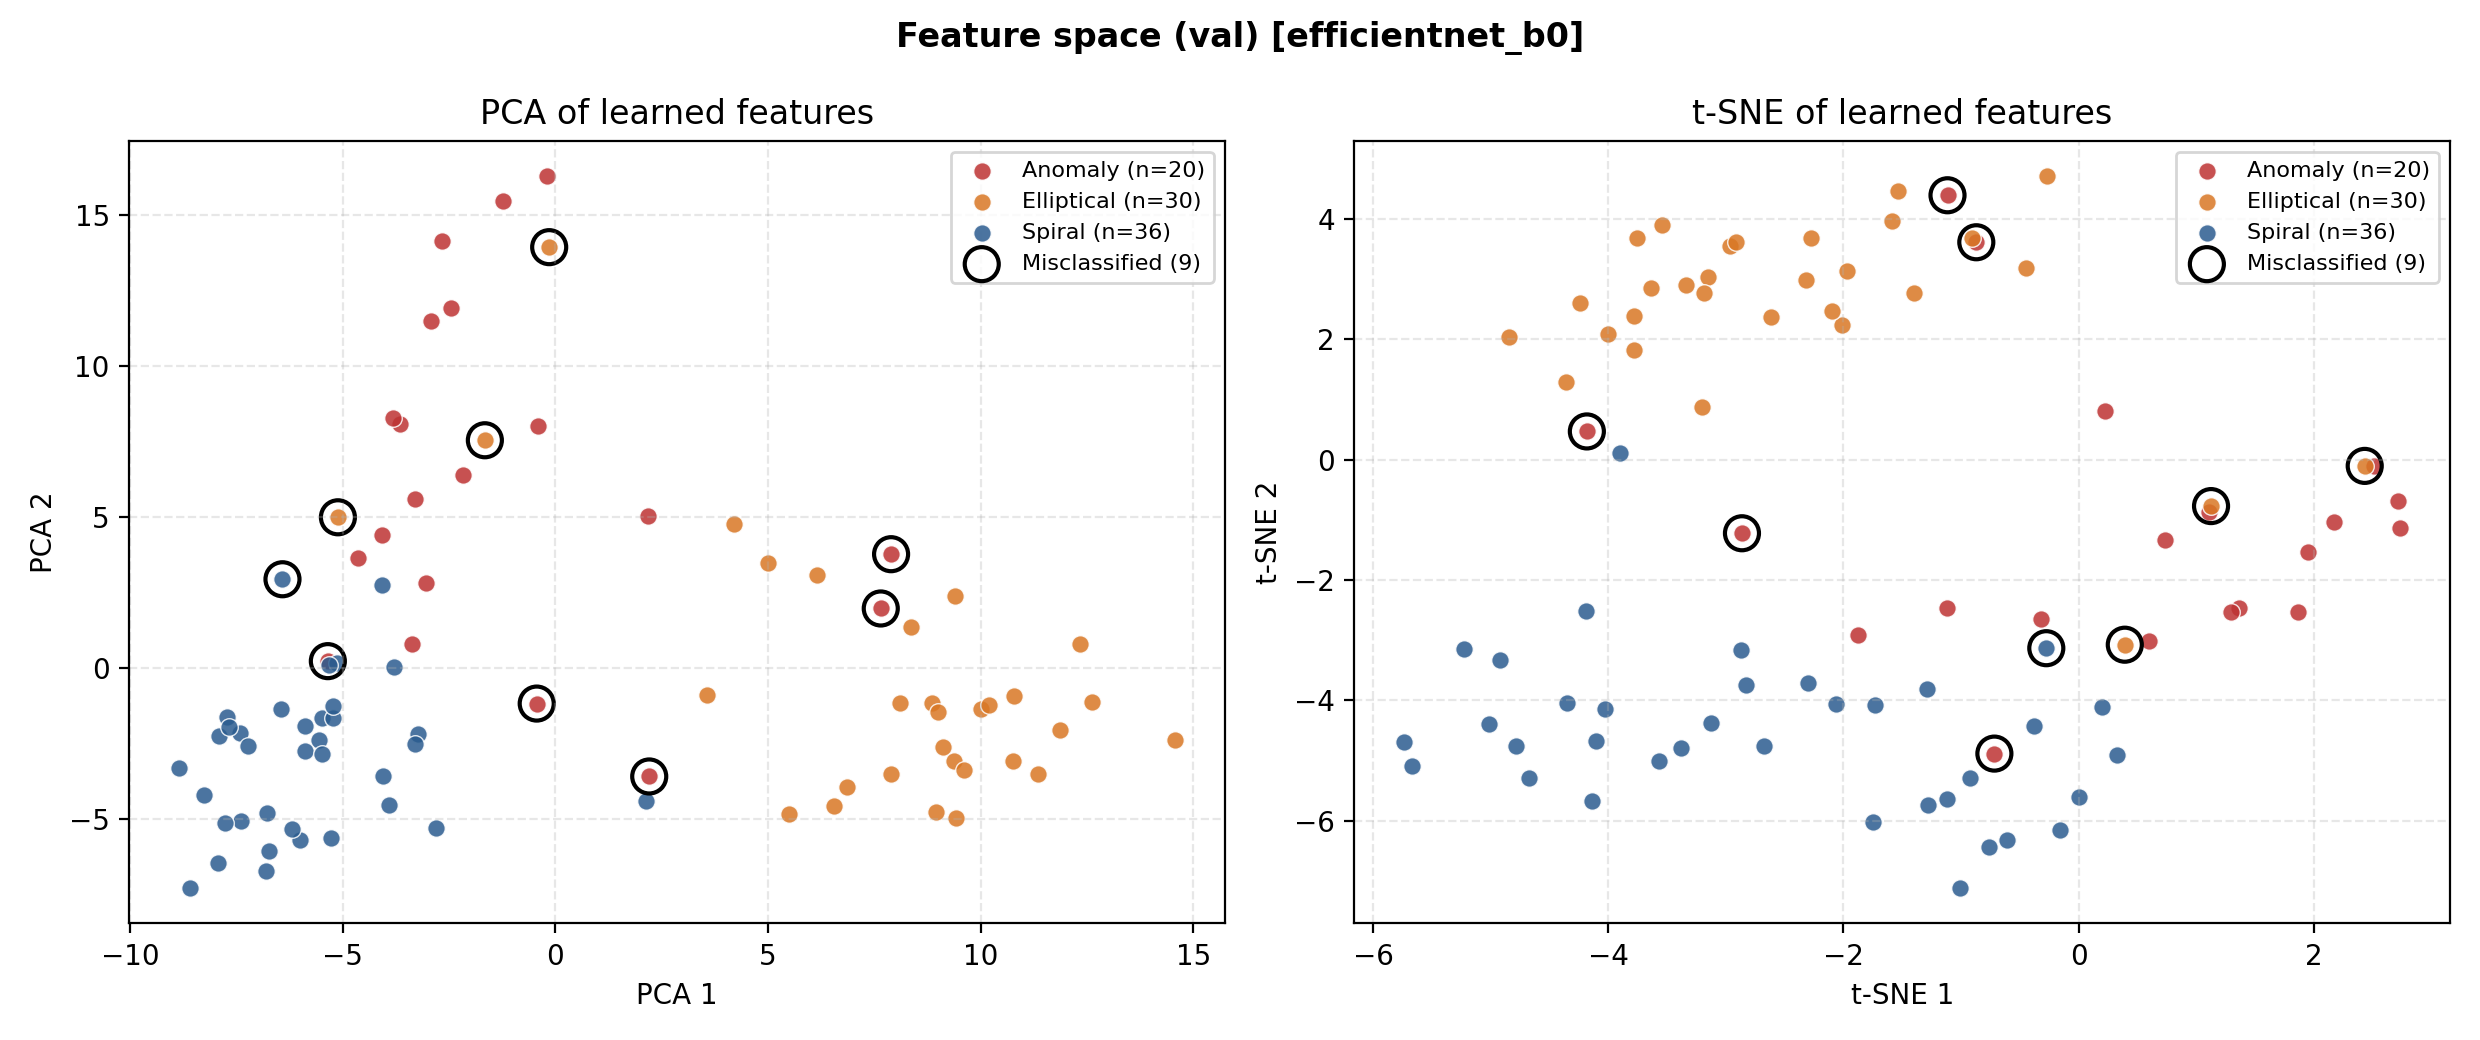 Feature space (val) [efficientnet_b0]
PCA of learned features
Anomaly (n=20)
Elliptical (n=30)
Spiral (n=36)
Misclassified (9)
15
10
5
0
−5
PCA 2
−10
−5
0
5
10
15
PCA 1
t-SNE of learned features
Anomaly (n=20)
Elliptical (n=30)
Spiral (n=36)
Misclassified (9)
4
2
0
−2
−4
−6
t-SNE 2
−6
−4
−2
0
2
t-SNE 1